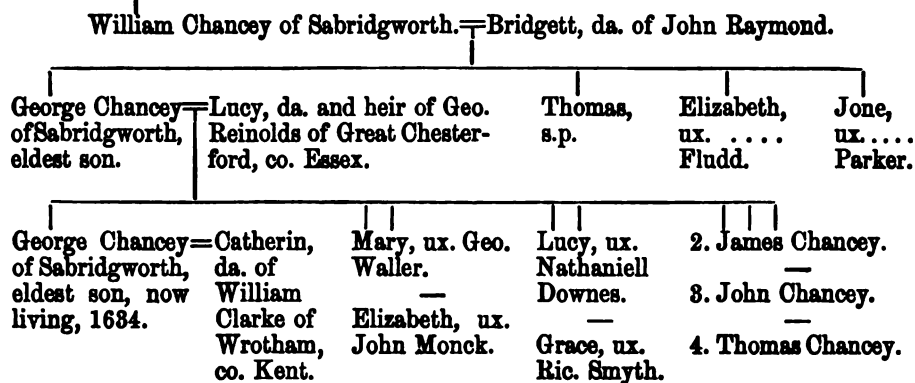 William Chancey of Sabridgworth.=Bridgett, da. of John Raymond.
George Chancey=
of Sabridgworth,
eldest son.
Lucy, da. and heir of Geo.
Reinolds of Great Chester-
ford, co. Essex.
Thomas,
s.p.
Elizabeth,
ux. . . . . .
Fludd.
Jone,
ux. . . . .
Parker.
George Chancey=
of Sabridgworth,
eldest son, now
living, 1634.
Catherin,
da. of
William
Clarke of
Wrotham,
co. Kent.
Mary, ux. Geo.
Waller.
—
Elizabeth, ux.
John Monck.
Lucy, ux.
Nathaniell
Downes.
—
Grace, ux.
Ric. Smyth.
2. James Chancey.
—
3. John Chancey.
—
4. Thomas Chancey.